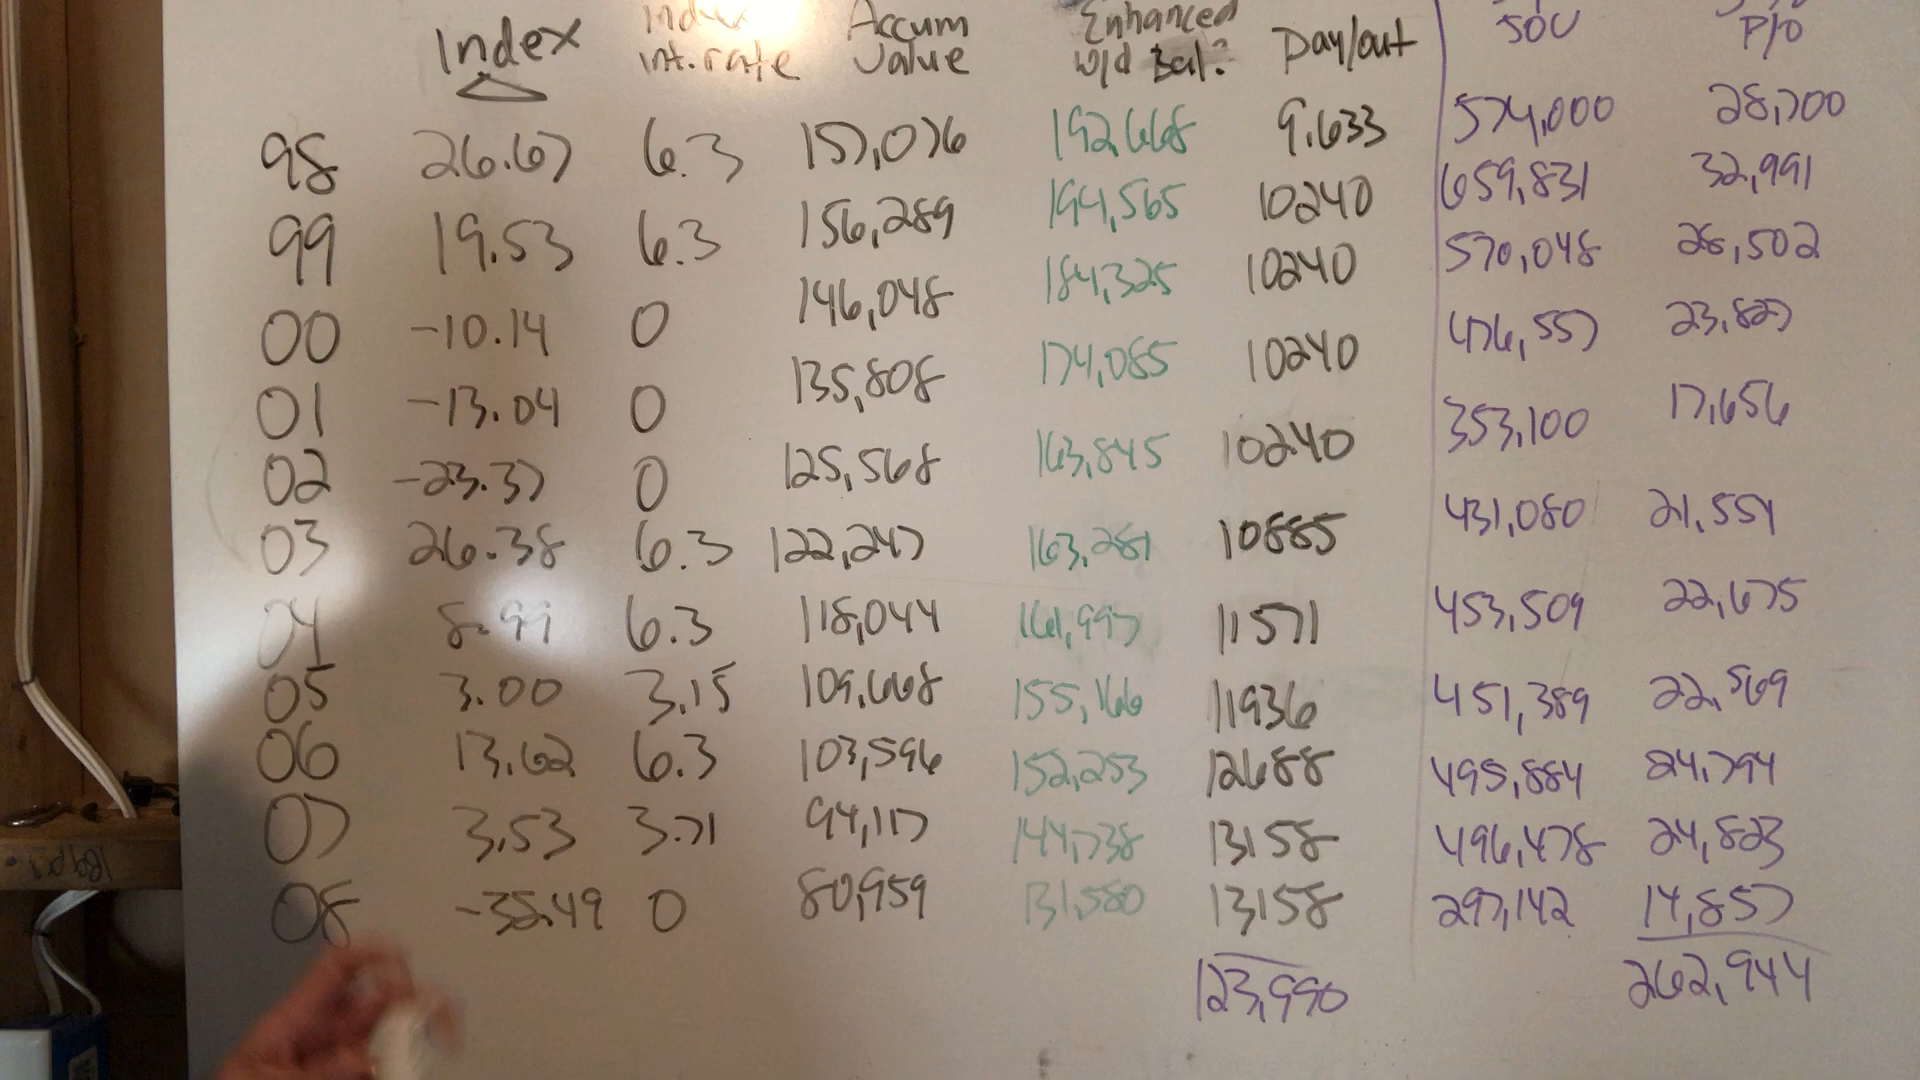 Index Index int. rate Accum Value Enhanced w/d Bal? Pay/out 500 P/O
98 26.67 6.3 157,076 192,668 9,633 574,000 28,700
99 19.53 6.3 156,289 194,565 10240 659,831 32,991
00 -10.14 0 146,048 184,325 10240 570,048 28,502
01 -13.04 0 135,808 174,085 10240 476,557 23,827
02 -23.37 0 125,568 163,845 10240 353,100 17,656
03 26.38 6.3 122,247 163,281 10885 431,080 21,554
04 8.99 6.3 118,044 161,997 11571 453,509 22,675
05 3.00 3.15 109,668 155,166 11936 451,389 22,569
06 13.62 6.3 103,596 152,253 12688 495,884 24,794
07 3.53 3.71 94,117 144,738 13158 496,478 24,823
08 0 80,959 131,580 13158 297,142 14,857
123,990 262,944